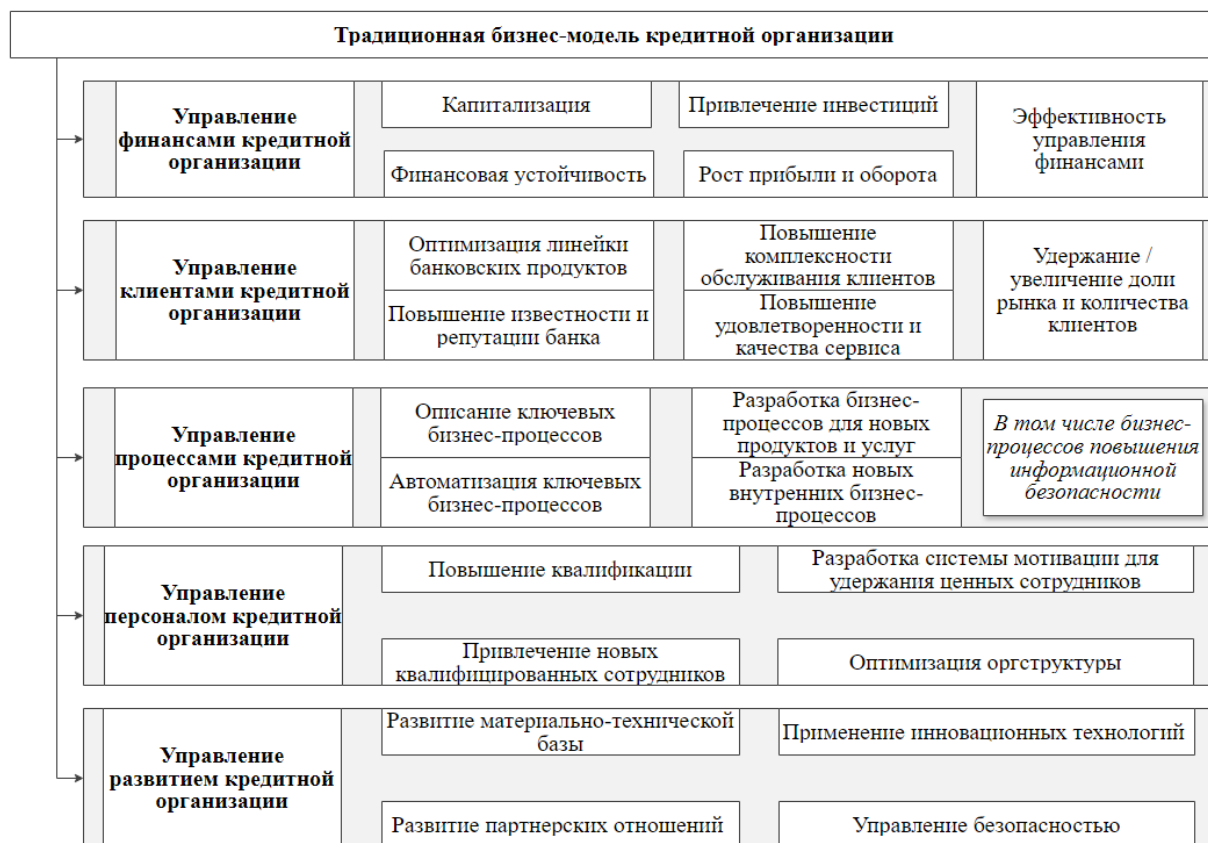 Традиционная бизнес-модель кредитной организации
Управление
финансами кредитной
организации
Капитализация
Привлечение инвестиций
Финансовая устойчивость
Рост прибыли и оборота
Эффективность
управления
финансами
Управление
клиентами кредитной
организации
Оптимизация линейки
банковских продуктов
Повышение
комплексности
обслуживания клиентов
Повышение известности и
репутации банка
Повышение
удовлетворенности и
качества сервиса
Удержание /
увеличение доли
рынка и количества
клиентов
Управление
процессами кредитной
организации
Описание ключевых
бизнес-процессов
Разработка бизнес-
процессов для новых
продуктов и услуг
Автоматизация ключевых
бизнес-процессов
Разработка новых
внутренних бизнес-
процессов
В том числе бизнес-
процессов повышения
информационной
безопасности
Управление
персоналом кредитной
организации
Повышение квалификации
Разработка системы мотивации для
удержания ценных сотрудников
Привлечение новых
квалифицированных сотрудников
Оптимизация оргструктуры
Управление
развитием кредитной
организации
Развитие материально-технической
базы
Применение инновационных технологий
Развитие партнерских отношений
Управление безопасностью